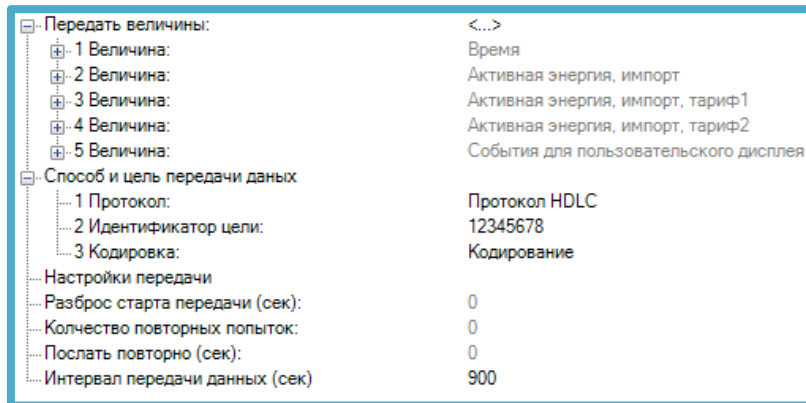 Передать величины: <...>
1 Величина: Время
2 Величина: Активная энергия, импорт
3 Величина: Активная энергия, импорт, тариф1
4 Величина: Активная энергия, импорт, тариф2
5 Величина: События для пользовательского дисплея
Способ и цель передачи даных
1 Протокол: Протокол HDLC
2 Идентификатор цели: 12345678
3 Кодировка: Кодирование
Настройки передачи
Разброс старта передачи (сек): 0
Колчество повторных попыток: 0
Послать повторно (сек): 0
Интервал передачи данных (сек) 900